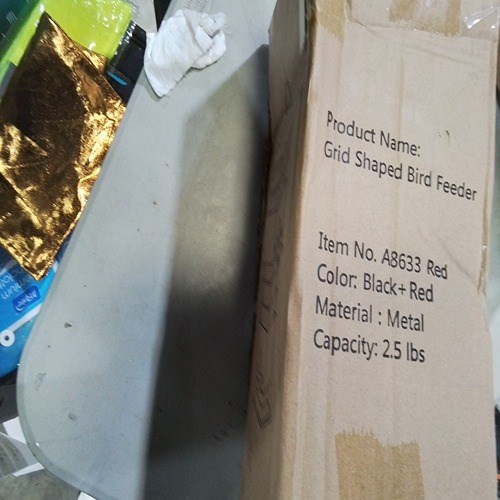 Product Name:
Grid Shaped Bird Feeder
Item No. A8633 Red
Color: Black+Red
Material : Metal
Capacity: 2.5 lbs